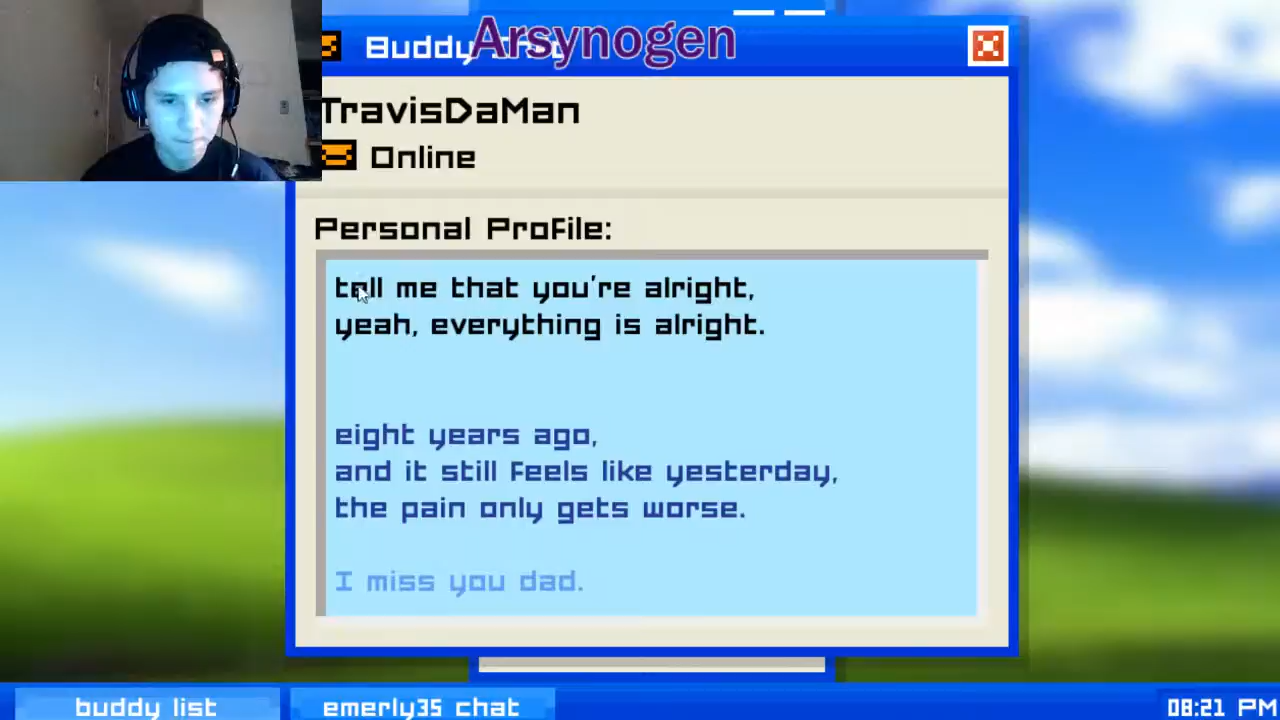 Buddy
Arsynogen
TravisDaMan
Online
Personal Profile:
tell me that you're alright,
yeah, everything is alright.
eight years ago,
and it still feels like yesterday,
the pain only gets worse.
I miss you dad.
buddy list
emerly35 chat
08:21 PM